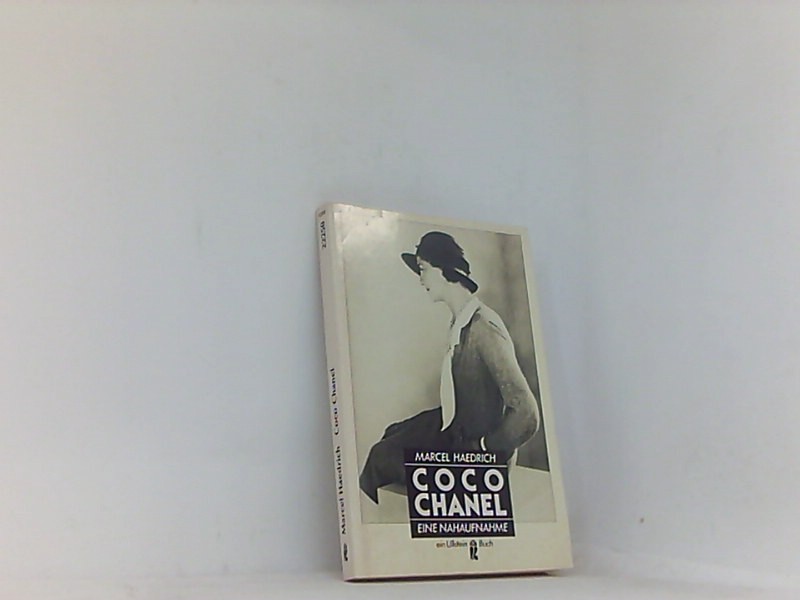 MARCEL HAEDRICH
COCO
CHANEL
EINE NAHAUFNAHME
ein Ullstein Buch
Marcel Haedrich Coco Chanel